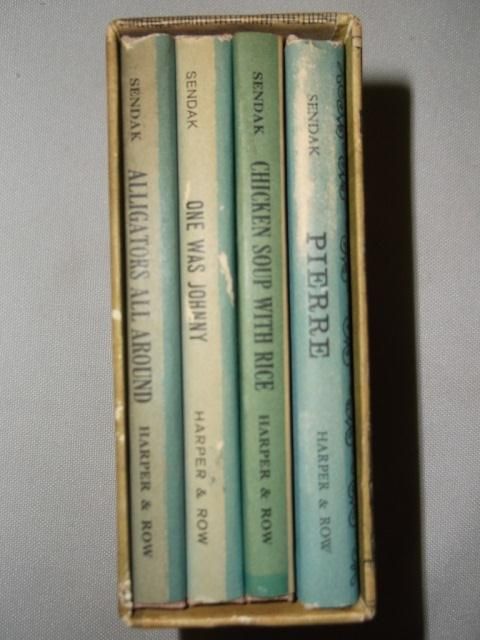 SENDAK ALLIGATORS ALL AROUND HARPER & ROW
SENDAK ONE WAS JOHNNY HARPER & ROW
SENDAK CHICKEN SOUP WITH RICE HARPER & ROW
SENDAK PIERRE HARPER & ROW